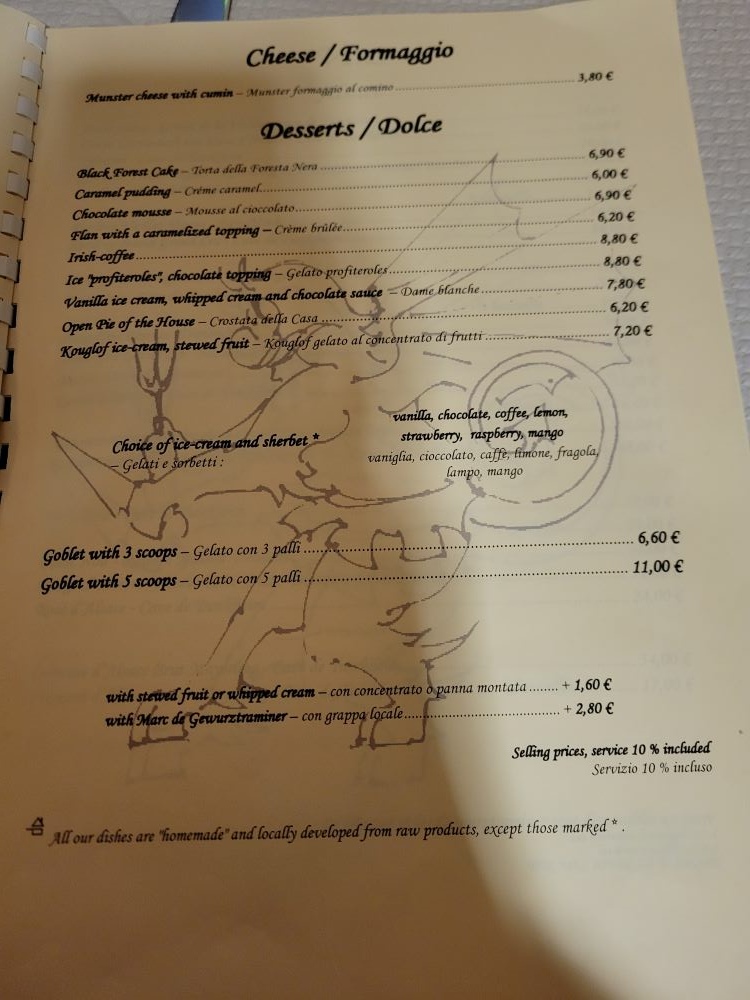 Cheese / Formaggio
Munster cheese with cumin – Munster formaggio al comino ........ 3,80 €
Desserts / Dolce
Black Forest Cake – Torta della Foresta Nera ........ 6,90 €
Caramel pudding – Créme caramel ........ 6,00 €
Chocolate mousse – Mousse al cioccolato ........ 6,90 €
Flan with a caramelized topping – Crème brûlée ........ 6,20 €
Irish-coffee ........ 8,80 €
Ice "profiteroles", chocolate topping – Gelato profiteroles ........ 8,80 €
Vanilla ice cream, whipped cream and chocolate sauce – Dame blanche ........ 7,80 €
Open Pie of the House – Crostata della Casa ........ 6,20 €
Kouglof ice-cream, stewed fruit – Kouglof gelato al concentrato di frutti ........ 7,20 €
Choice of ice-cream and sherbet *
– Gelati e sorbetti :
vanilla, chocolate, coffee, lemon,
strawberry, raspberry, mango
vaniglia, cioccolato, caffè, limone, fragola,
lampo, mango
Goblet with 3 scoops – Gelato con 3 palli ........ 6,60 €
Goblet with 5 scoops – Gelato con 5 palli ........ 11,00 €
with stewed fruit or whipped cream – con concentrato o panna montata ........ + 1,60 €
with Marc de Gewurztraminer – con grappa locale ........ + 2,80 €
Selling prices, service 10 % included
Servizio 10 % incluso
All our dishes are "homemade" and locally developed from raw products, except those marked * .